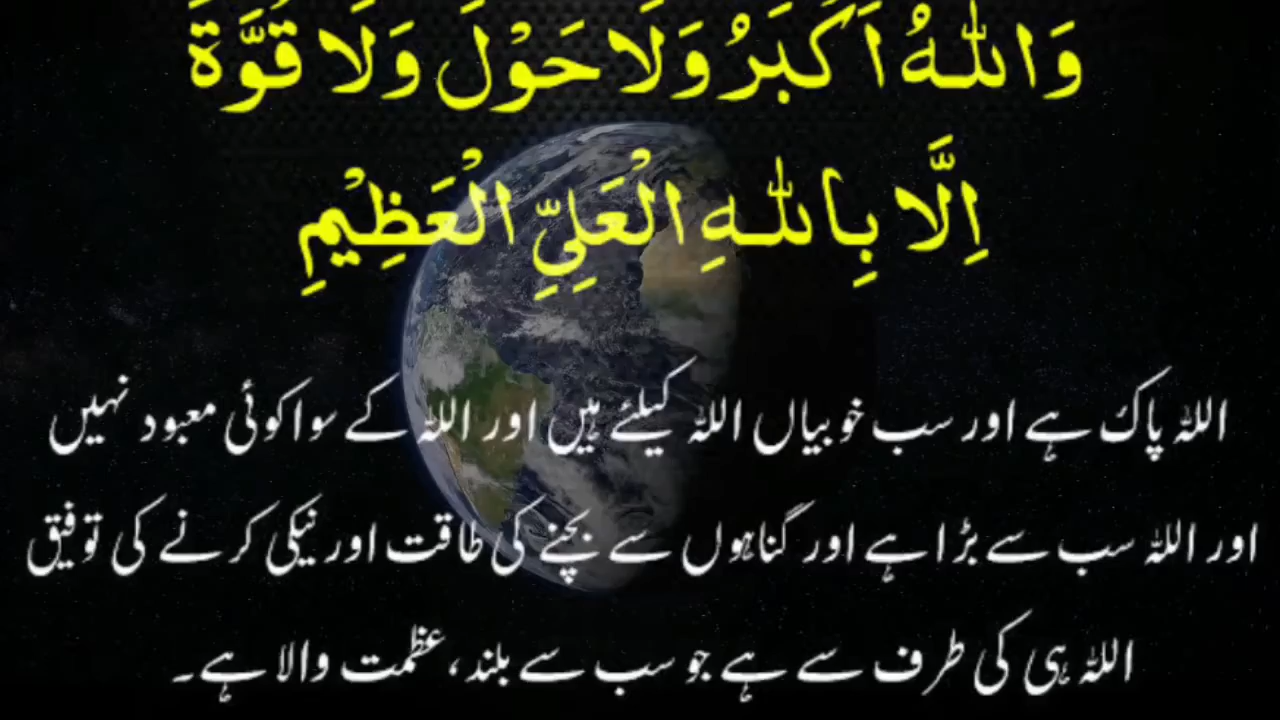 وَاللّٰهُ اَكْبَرُ وَلَا حَوْلَ وَلَا قُوَّةَ
اِلَّا بِاللّٰهِ الْعَلِیِّ الْعَظِیْمِ
اللہ پاک ہے اور سب خوبیاں اللہ کیلئے ہیں اور اللہ کے سوا کوئی معبود نہیں
اور اللہ سب سے بڑا ہے اور گناہوں سے بچنے کی طاقت اور نیکی کرنے کی توفیق
اللہ ہی کی طرف سے ہے جو سب سے بلند، عظمت والا ہے۔